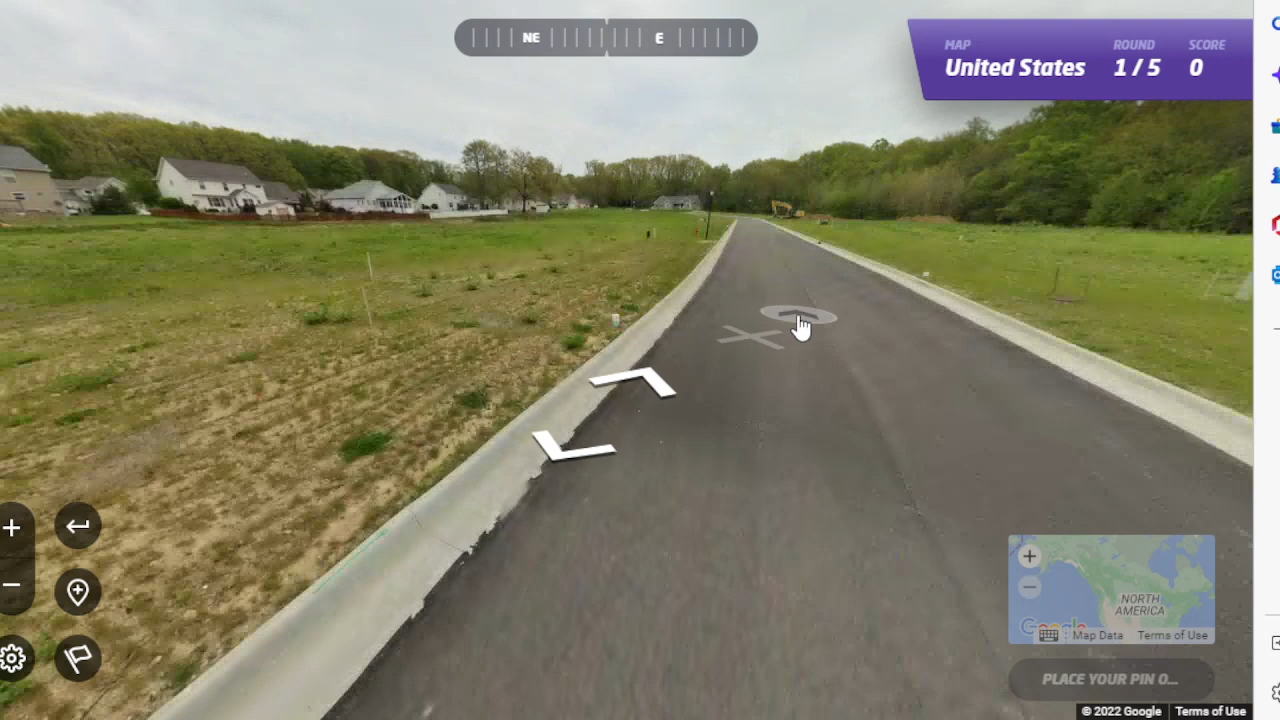 NE E
MAP ROUND SCORE
United States 1 / 5 0
NORTH
AMERICA
Google
Map Data Terms of Use
PLACE YOUR PIN O...
© 2022 Google Terms of Use